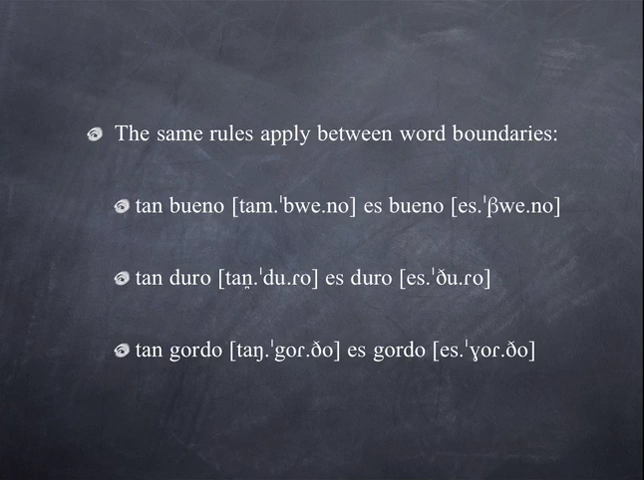 The same rules apply between word boundaries:
tan bueno [tam.ˈbwe.no] es bueno [es.ˈβwe.no]
tan duro [tan̪.ˈdu.ɾo] es duro [es.ˈðu.ɾo]
tan gordo [taŋ.ˈgoɾ.ðo] es gordo [es.ˈɣoɾ.ðo]